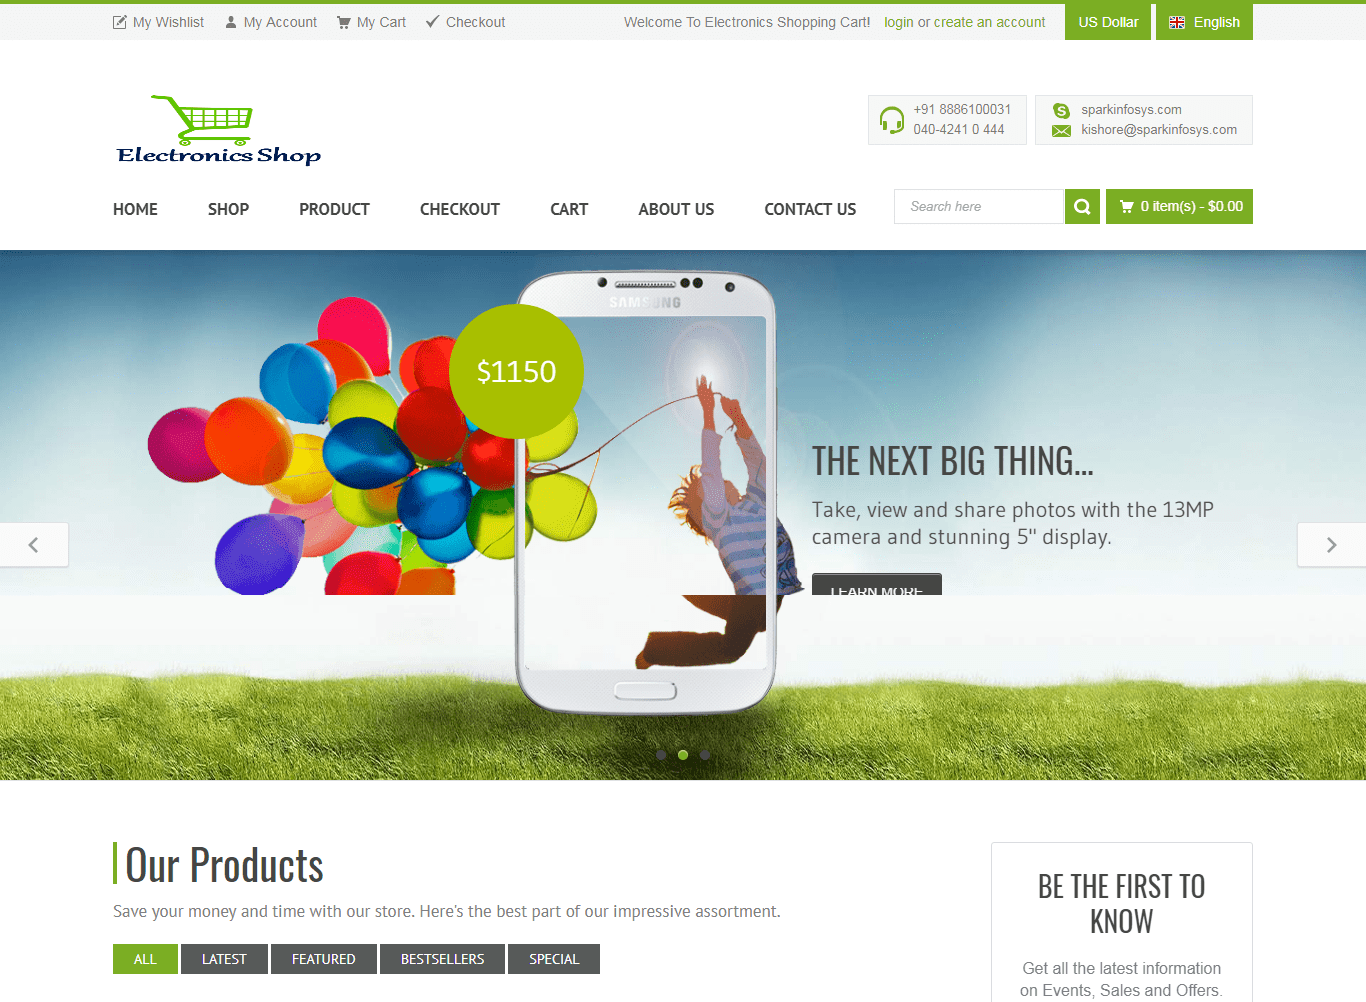 My Wishlist My Account My Cart Checkout Welcome To Electronics Shopping Cart! login or create an account US Dollar English
+91 8886100031 sparkinfosys.com
040-4241 0 444 kishore@sparkinfosys.com
Electronics Shop
HOME SHOP PRODUCT CHECKOUT CART ABOUT US CONTACT US Search here 0 item(s) - $0.00
SAMSUNG
$1150
THE NEXT BIG THING...
Take, view and share photos with the 13MP
camera and stunning 5" display.
LEARN MORE
Our Products
Save your money and time with our store. Here's the best part of our impressive assortment.
ALL LATEST FEATURED BESTSELLERS SPECIAL
BE THE FIRST TO
KNOW
Get all the latest information
on Events, Sales and Offers.